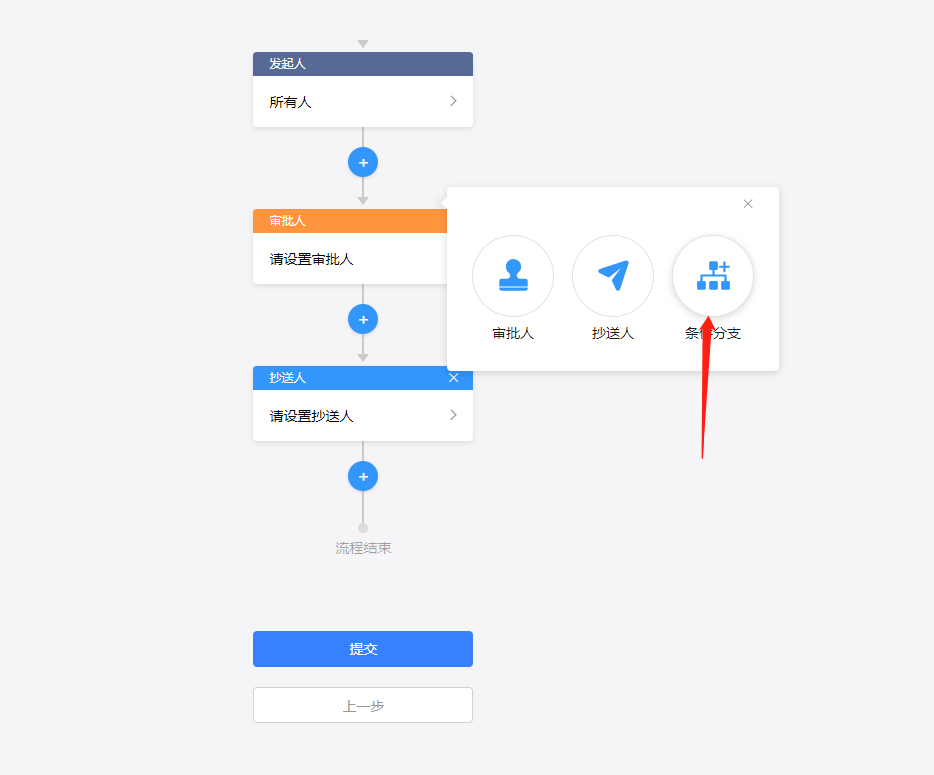 发起人
所有人
审批人
请设置审批人
审批人
抄送人
条件分支
抄送人
请设置抄送人
流程结束
提交
上一步